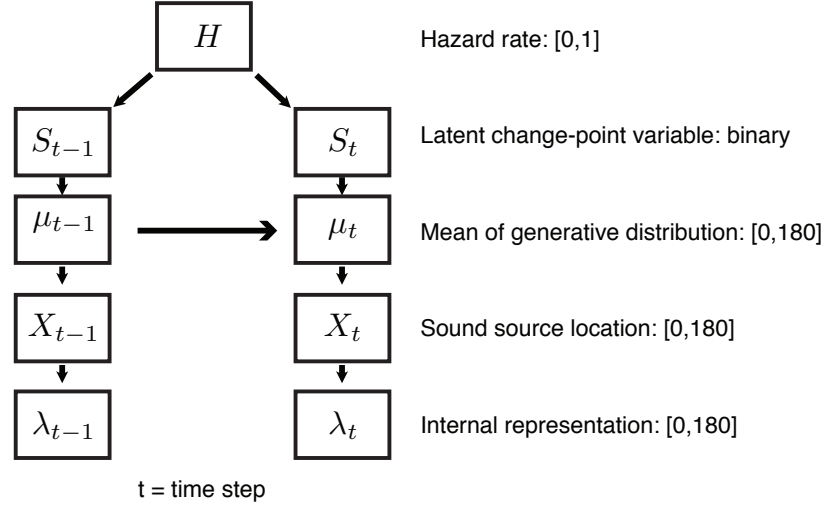 H Hazard rate: [0,1]
S_{t−1} S_t Latent change-point variable: binary
μ_{t−1} μ_t Mean of generative distribution: [0,180]
X_{t−1} X_t Sound source location: [0,180]
λ_{t−1} λ_t Internal representation: [0,180]
t = time step